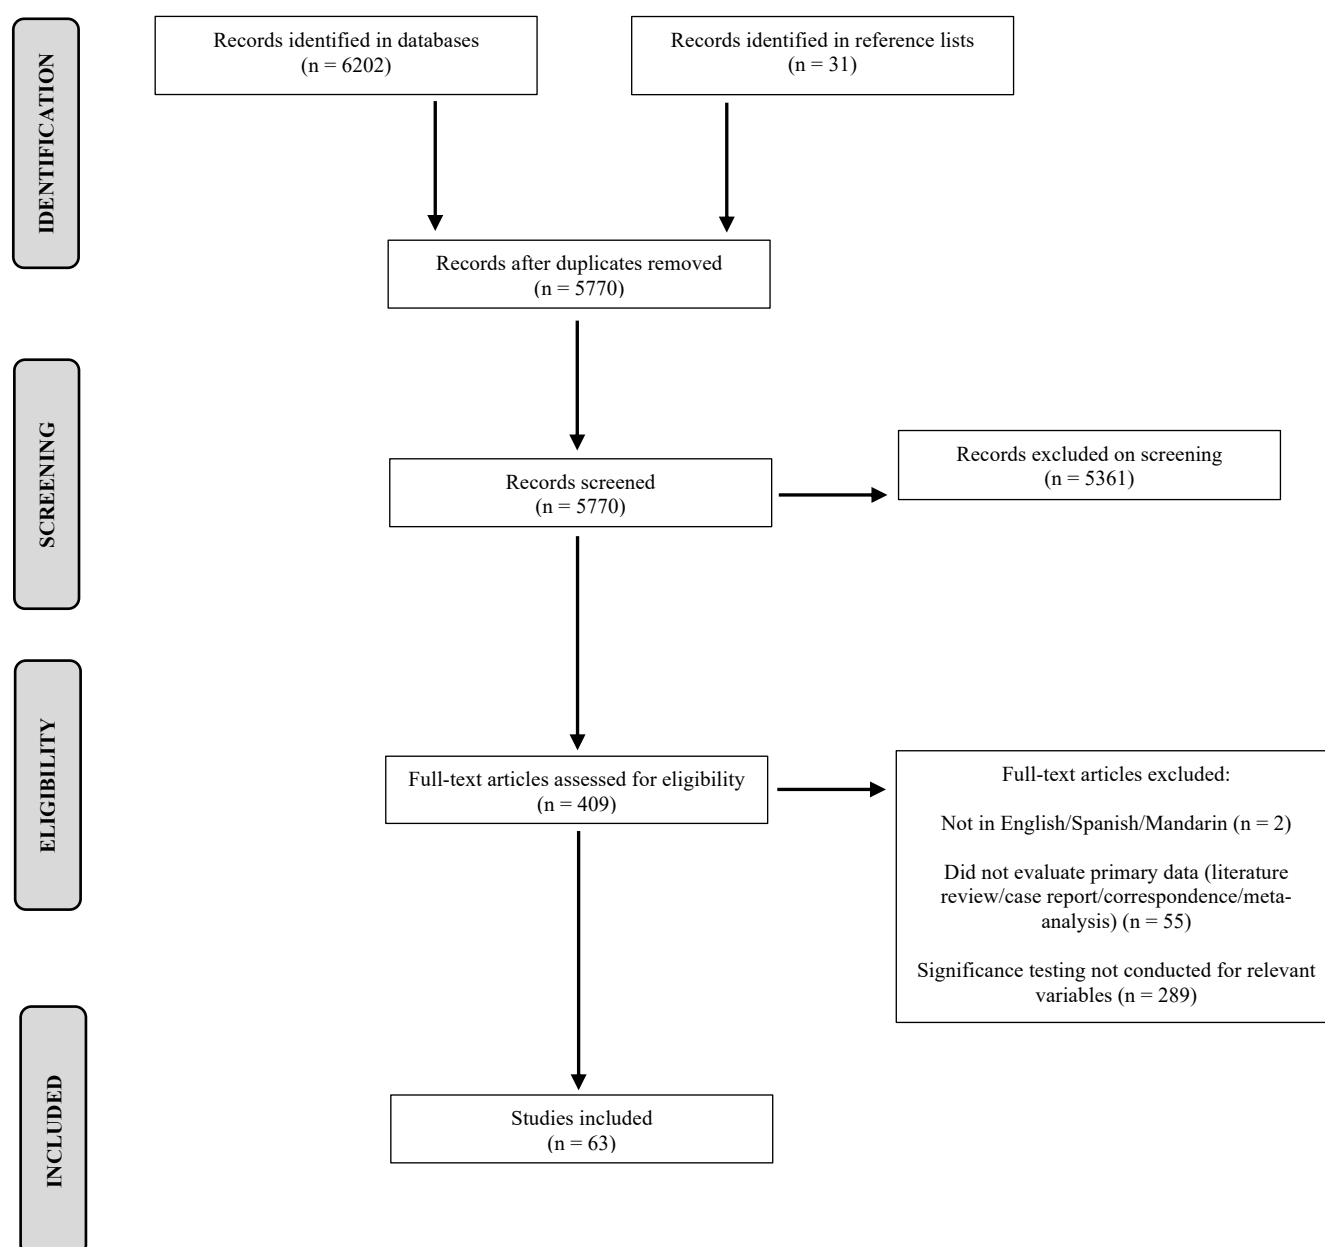 IDENTIFICATION
Records identified in databases
(n = 6202)
Records identified in reference lists
(n = 31)
Records after duplicates removed
(n = 5770)
SCREENING
Records screened
(n = 5770)
Records excluded on screening
(n = 5361)
ELIGIBILITY
Full-text articles assessed for eligibility
(n = 409)
Full-text articles excluded:
Not in English/Spanish/Mandarin (n = 2)
Did not evaluate primary data (literature
review/case report/correspondence/meta-
analysis) (n = 55)
Significance testing not conducted for relevant
variables (n = 289)
INCLUDED
Studies included
(n = 63)